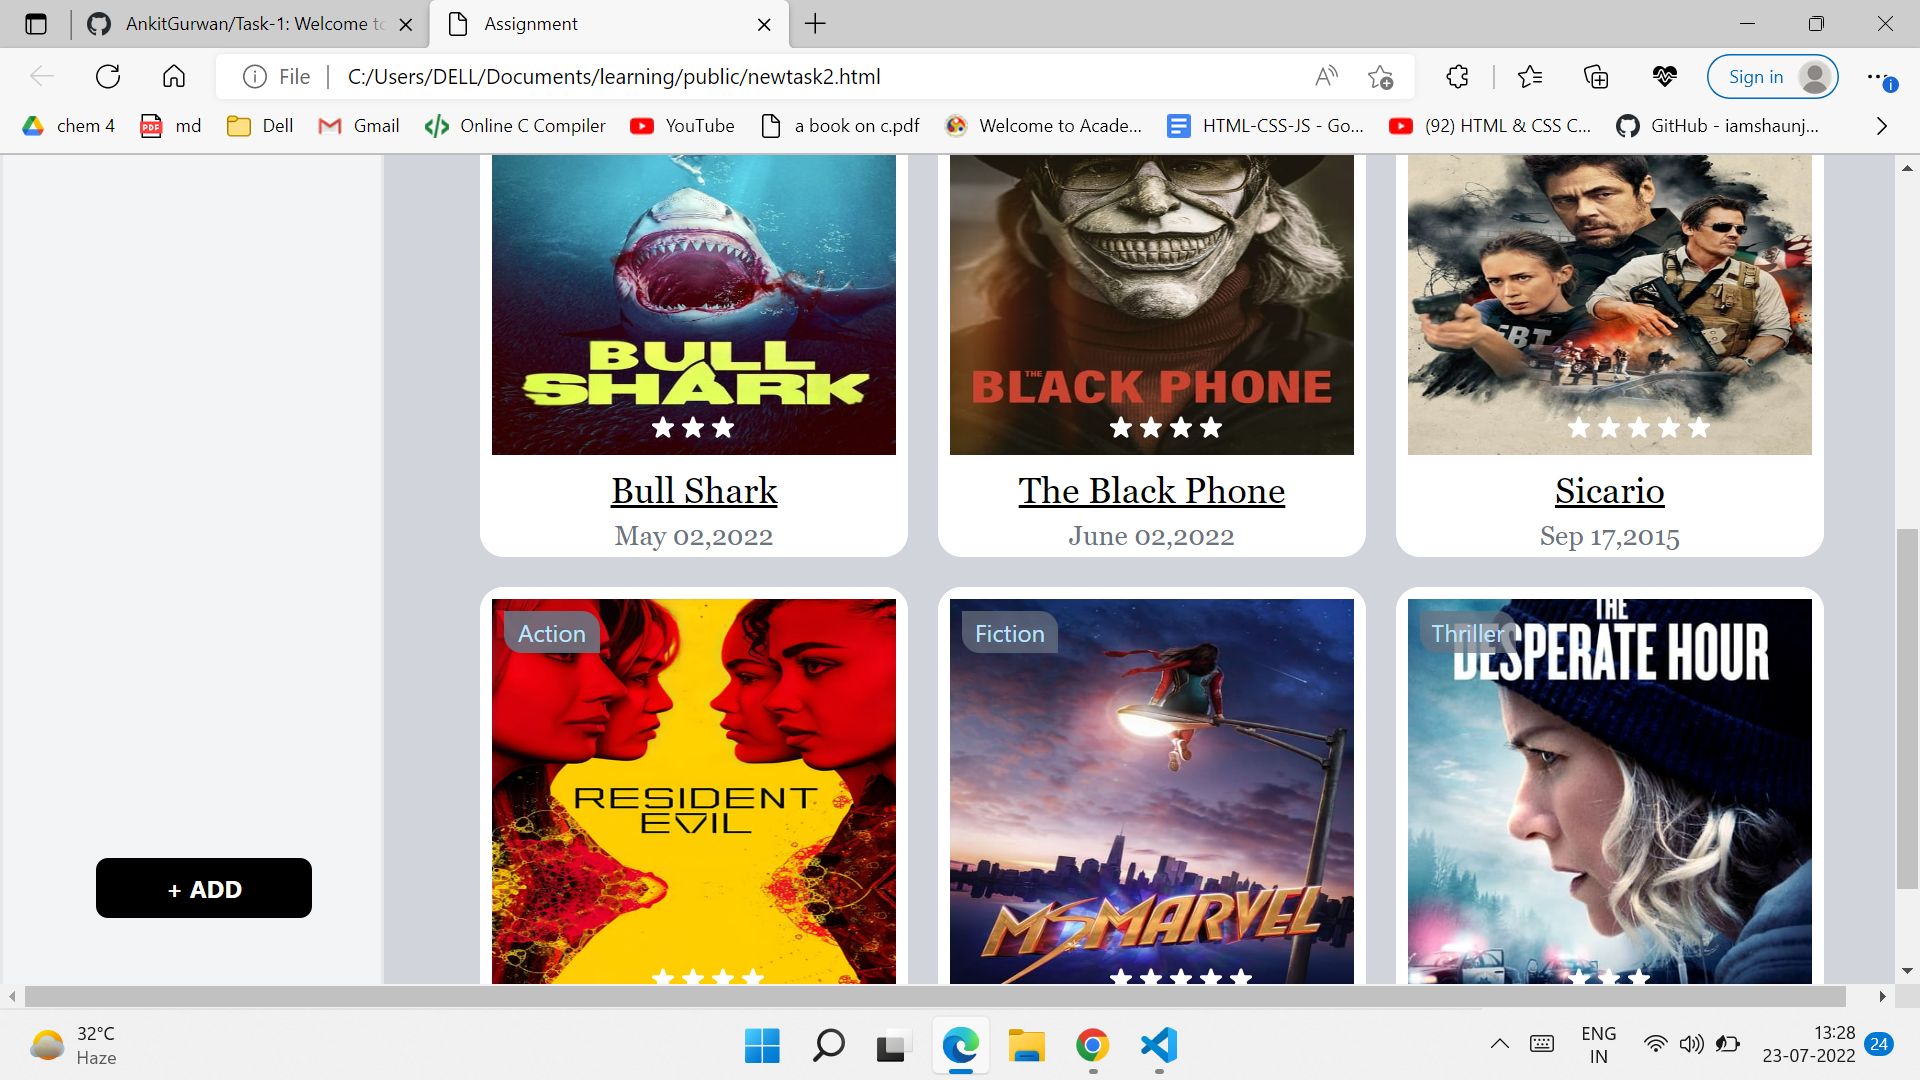 AnkitGurwan/Task-1: Welcome to
Assignment
File
C:/Users/DELL/Documents/learning/public/newtask2.html
Sign in
chem 4
md
Dell
Gmail
Online C Compiler
YouTube
a book on c.pdf
Welcome to Acade...
HTML-CSS-JS - Go...
(92) HTML & CSS C...
GitHub - iamshaunj...
BULL
SHARK
THE BLACK PHONE
Bull Shark
May 02,2022
The Black Phone
June 02,2022
Sicario
Sep 17,2015
Action
RESIDENT
EVIL
Fiction
MS MARVEL
Thriller
THE
DESPERATE HOUR
+ ADD
32°C
Haze
ENG
IN
13:28
23-07-2022
24